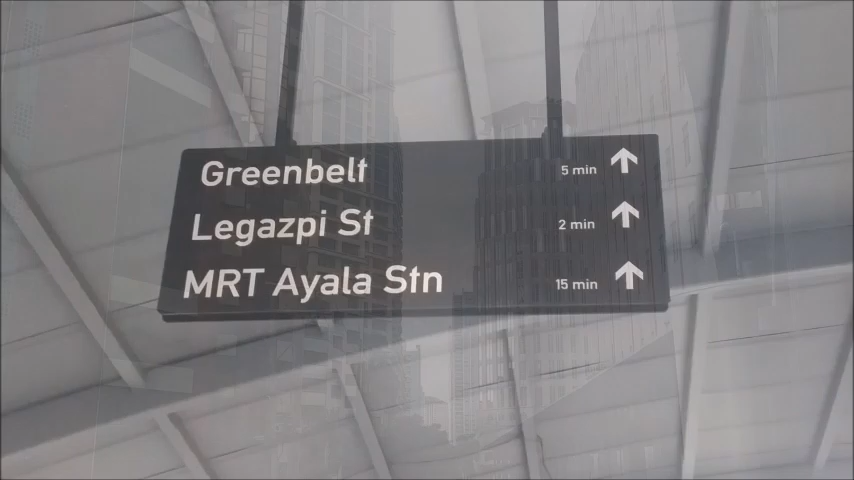 Greenbelt 5 min ↑
Legazpi St 2 min ↑
MRT Ayala Stn 15 min ↑